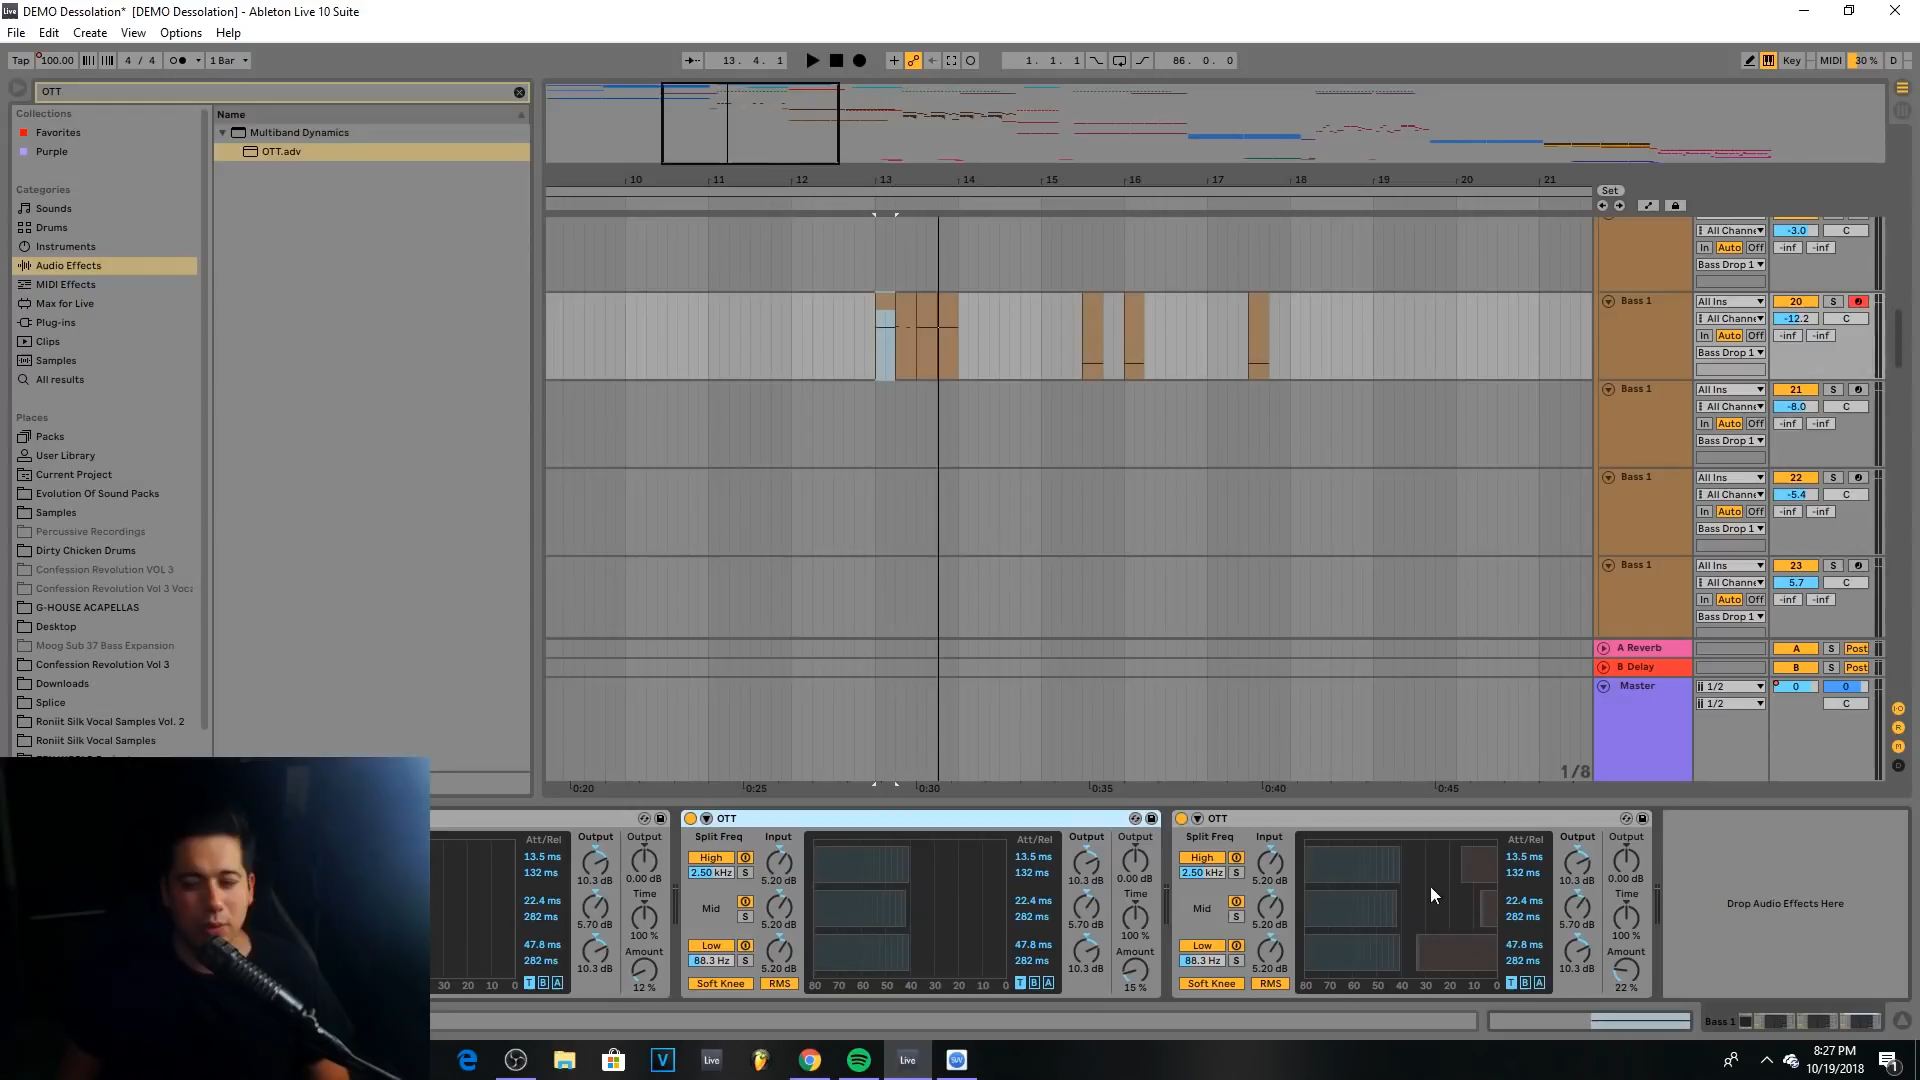 DEMO Dessolation* [DEMO Dessolation] - Ableton Live 10 Suite
File Edit Create View Options Help
Tap 100.00 4 / 4 1 Bar 13. 4. 1 1. 1. 1 86. 0. 0 Key MIDI 30 % D
OTT
Collections
Favorites
Purple
Categories
Sounds
Drums
Instruments
Audio Effects
MIDI Effects
Max for Live
Plug-ins
Clips
Samples
All results
Places
Packs
User Library
Current Project
Evolution Of Sound Packs
Samples
Percussive Recordings
Dirty Chicken Drums
Confession Revolution VOL 3
Confession Revolution Vol 3 Voca
G-HOUSE ACAPELLAS
Desktop
Moog Sub 37 Bass Expansion
Confession Revolution Vol 3
Downloads
Splice
Roniit Silk Vocal Samples Vol. 2
Roniit Silk Vocal Samples
Name
Multiband Dynamics
OTT.adv
10 11 12 13 14 15 16 17 18 19 20 21
Set
All Channe -3.0 C
In Auto Off -inf -inf
Bass Drop 1
Bass 1 All Ins 20 S
All Channe -12.2 C
In Auto Off -inf -inf
Bass Drop 1
Bass 1 All Ins 21 S
All Channe -8.0 C
In Auto Off -inf -inf
Bass Drop 1
Bass 1 All Ins 22 S
All Channe -5.4 C
In Auto Off -inf -inf
Bass Drop 1
Bass 1 All Ins 23 S
All Channe 5.7 C
In Auto Off -inf -inf
Bass Drop 1
A Reverb A S Post
B Delay B S Post
Master 1/2 0 0
1/2 C
1/8
0:20 0:25 0:30 0:35 0:40 0:45
Att/Rel Output Output
13.5 ms
132 ms 10.3 dB 0.00 dB
Time
22.4 ms
282 ms 5.70 dB 100 %
47.8 ms Amount
282 ms 10.3 dB
T B A 12 %
30 20 10 0
OTT
Split Freq Input Att/Rel Output Output
High 13.5 ms
2.50 kHz S 5.20 dB 132 ms 10.3 dB 0.00 dB
Time
Mid 22.4 ms
S 5.20 dB 282 ms 5.70 dB 100 %
Low 47.8 ms Amount
88.3 Hz S 5.20 dB 282 ms 10.3 dB
Soft Knee RMS 80 70 60 50 40 30 20 10 0 T B A 15 %
OTT
Split Freq Input Att/Rel Output Output
High 13.5 ms
2.50 kHz S 5.20 dB 132 ms 10.3 dB 0.00 dB
Time
Mid 22.4 ms
S 5.20 dB 282 ms 5.70 dB 100 %
Low 47.8 ms Amount
88.3 Hz S 5.20 dB 282 ms 10.3 dB
Soft Knee RMS 80 70 60 50 40 30 20 10 0 T B A 22 %
Drop Audio Effects Here
Bass 1
Live Live
8:27 PM
10/19/2018